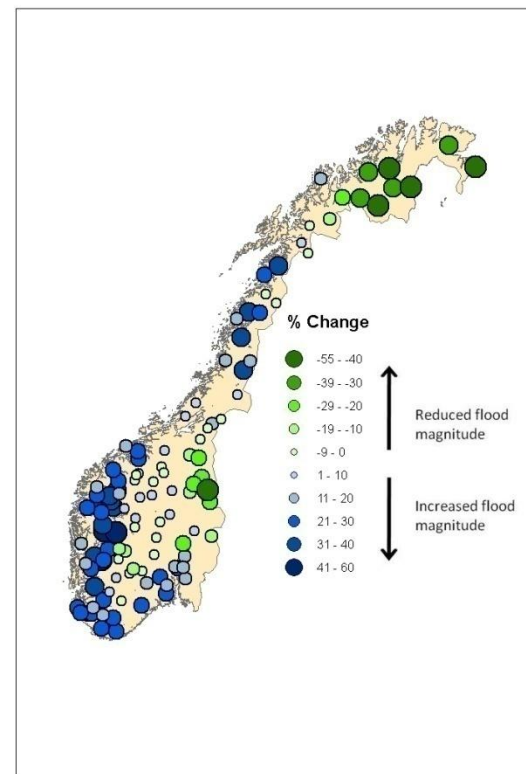 % Change
-55 - -40
-39 - -30
-29 - -20
-19 - -10
-9 - 0
1 - 10
11 - 20
21 - 30
31 - 40
41 - 60
Reduced flood
magnitude
Increased flood
magnitude